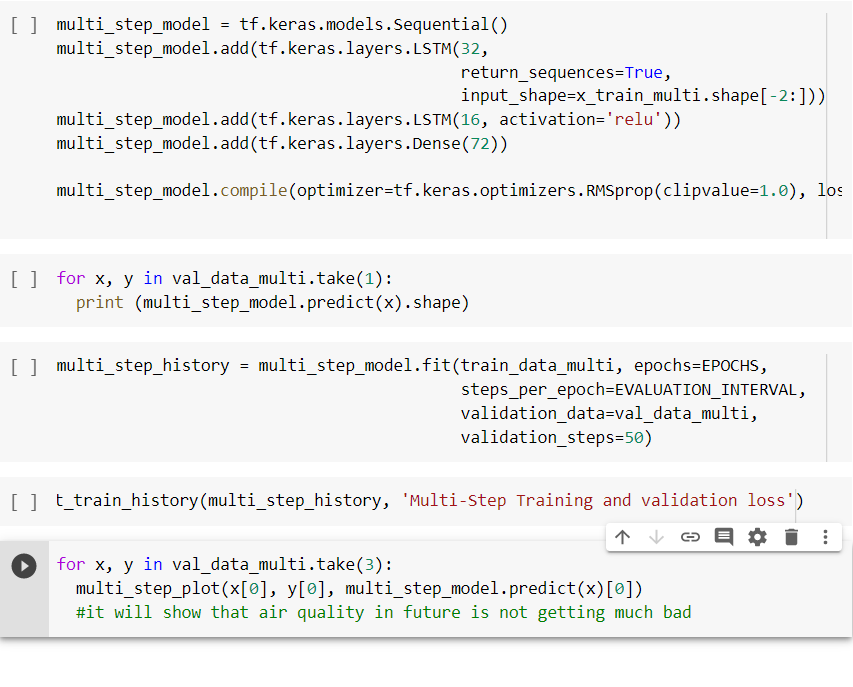 [ ] multi_step_model = tf.keras.models.Sequential()
multi_step_model.add(tf.keras.layers.LSTM(32,
return_sequences=True,
input_shape=x_train_multi.shape[-2:]))
multi_step_model.add(tf.keras.layers.LSTM(16, activation='relu'))
multi_step_model.add(tf.keras.layers.Dense(72))
multi_step_model.compile(optimizer=tf.keras.optimizers.RMSprop(clipvalue=1.0), los
[ ] for x, y in val_data_multi.take(1):
print (multi_step_model.predict(x).shape)
[ ] multi_step_history = multi_step_model.fit(train_data_multi, epochs=EPOCHS,
steps_per_epoch=EVALUATION_INTERVAL,
validation_data=val_data_multi,
validation_steps=50)
[ ] t_train_history(multi_step_history, 'Multi-Step Training and validation loss')
for x, y in val_data_multi.take(3):
multi_step_plot(x[0], y[0], multi_step_model.predict(x)[0])
#it will show that air quality in future is not getting much bad